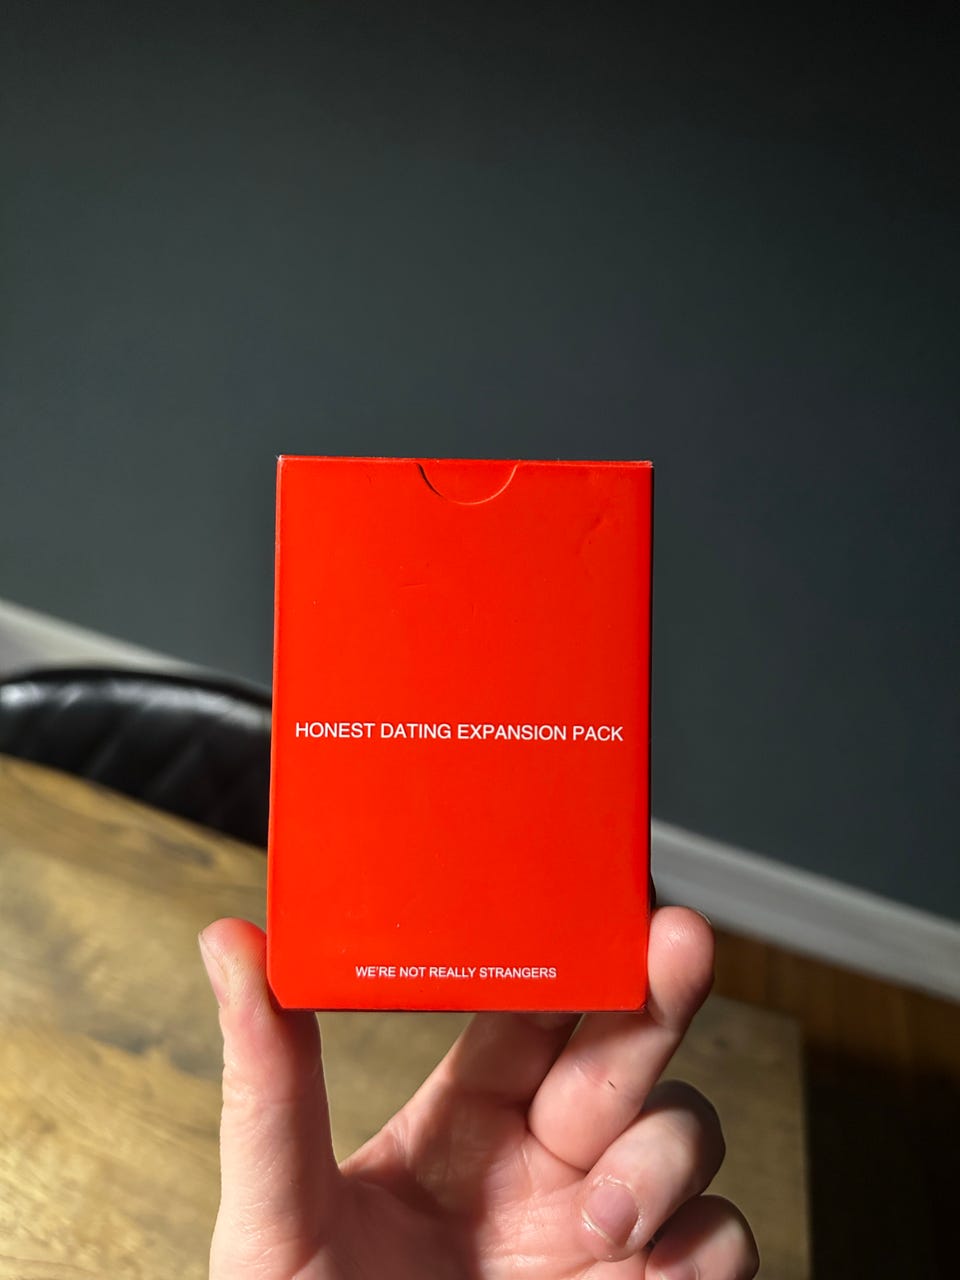 HONEST DATING EXPANSION PACK
WE'RE NOT REALLY STRANGERS